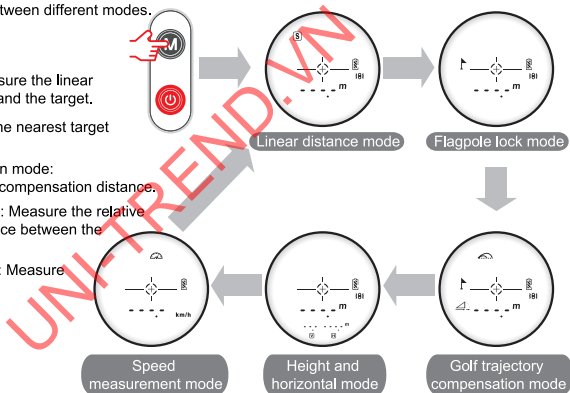 tween different modes.
M
sure the linear
and the target.
he nearest target
n mode:
compensation distance.
: Measure the relative
ce between the
: Measure
S
m
Linear distance mode
m
Flagpole lock mode
km/h
Speed
measurement mode
m
m
Height and
horizontal mode
m
Golf trajectory
compensation mode
UNI-TREND.VN